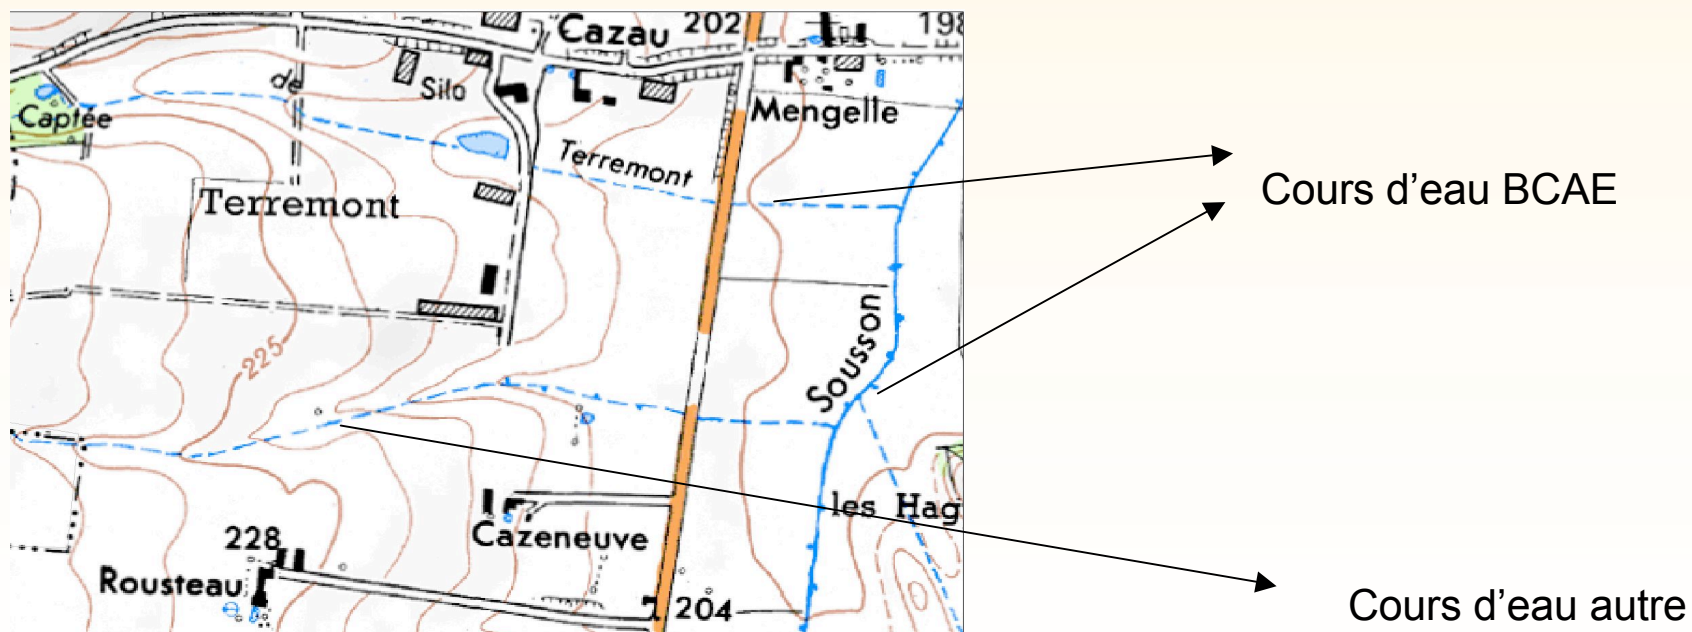 Cazau 202 198
de
Silo
Captée
Mengelle
Terremont
Terremont
Cours d'eau BCAE
Sousson
225
les Hag
Cazeneuve
228
Rousteau
204
Cours d'eau autre